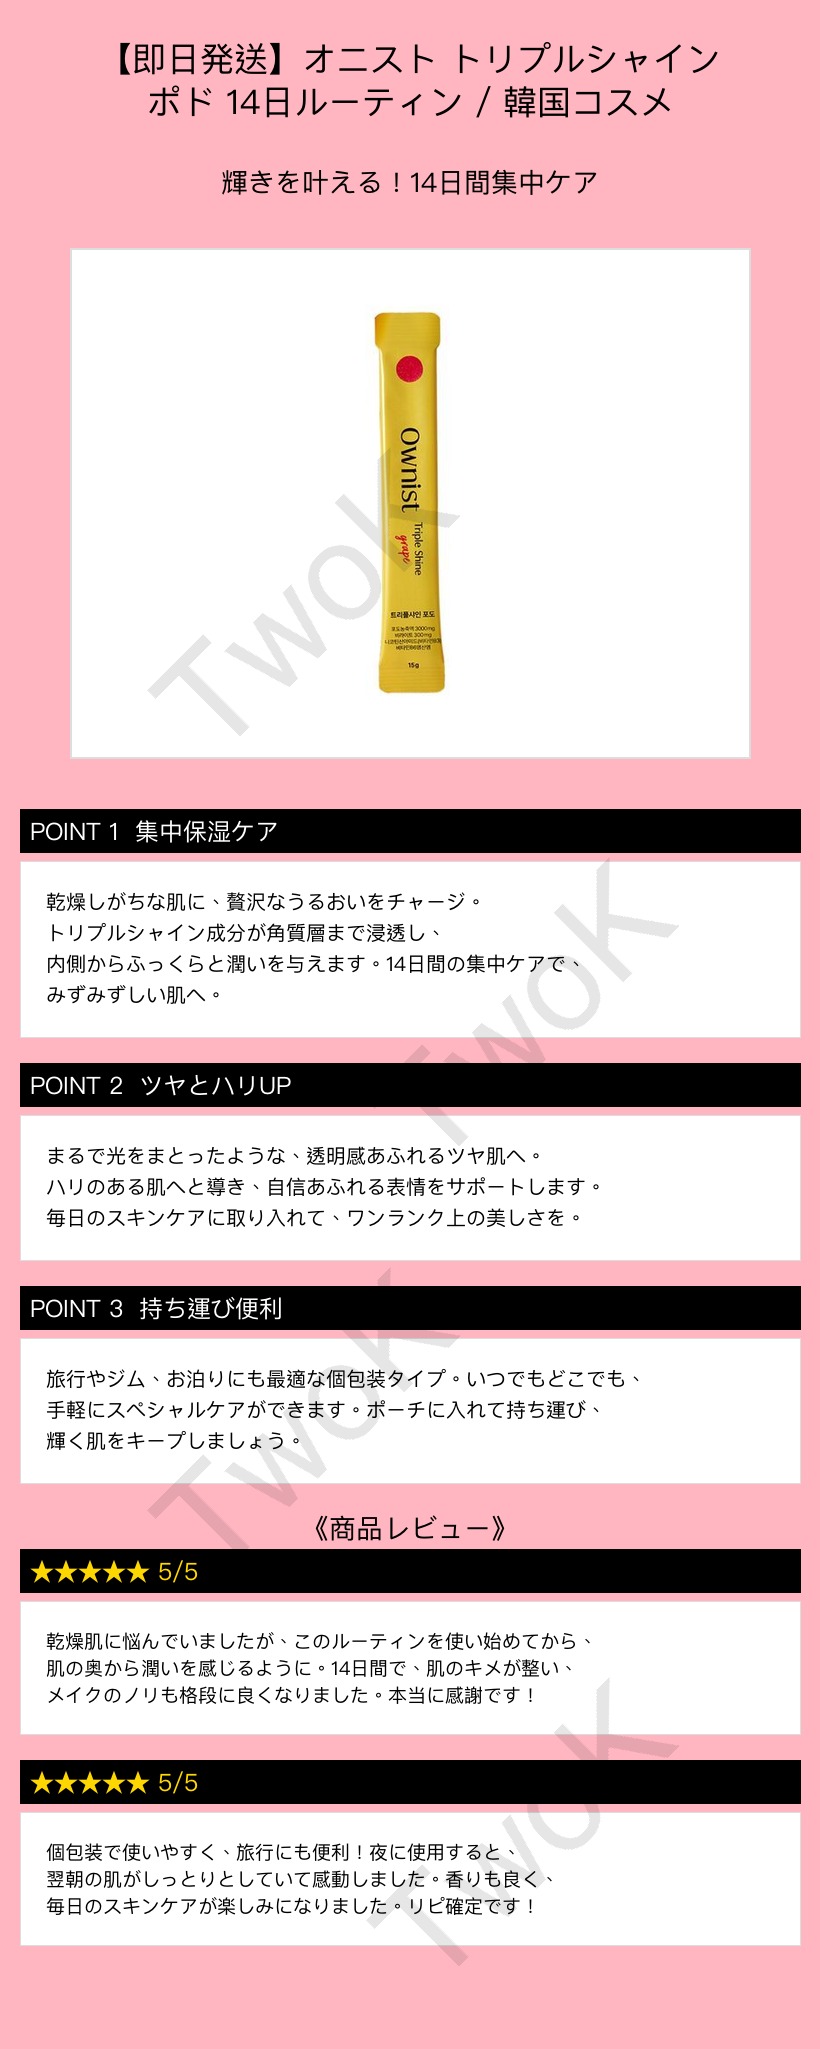 【即日発送】オニスト トリプルシャイン
ポド 14日ルーティン / 韓国コスメ
輝きを叶える！14日間集中ケア
Ownist
Triple Shine
grape
트리플샤인 포도
포도농축액 3000mg
비타민B6염산염
15g
TwoK
POINT 1 集中保湿ケア
乾燥しがちな肌に、贅沢なうるおいをチャージ。
トリプルシャイン成分が角質層まで浸透し、
内側からふっくらと潤いを与えます。14日間の集中ケアで、
みずみずしい肌へ。
TwoK
POINT 2 ツヤとハリUP
まるで光をまとったような、透明感あふれるツヤ肌へ。
ハリのある肌へと導き、自信あふれる表情をサポートします。
毎日のスキンケアに取り入れて、ワンランク上の美しさを。
POINT 3 持ち運び便利
旅行やジム、お泊りにも最適な個包装タイプ。いつでもどこでも、
手軽にスペシャルケアができます。ポーチに入れて持ち運び、
輝く肌をキープしましょう。
TwoK
《商品レビュー》
★★★★★ 5/5
乾燥肌に悩んでいましたが、このルーティンを使い始めてから、
肌の奥から潤いを感じるように。14日間で、肌のキメが整い、
メイクのノリも格段に良くなりました。本当に感謝です！
★★★★★ 5/5
個包装で使いやすく、旅行にも便利！夜に使用すると、
翌朝の肌がしっとりとしていて感動しました。香りも良く、
毎日のスキンケアが楽しみになりました。リピ確定です！
TwoK